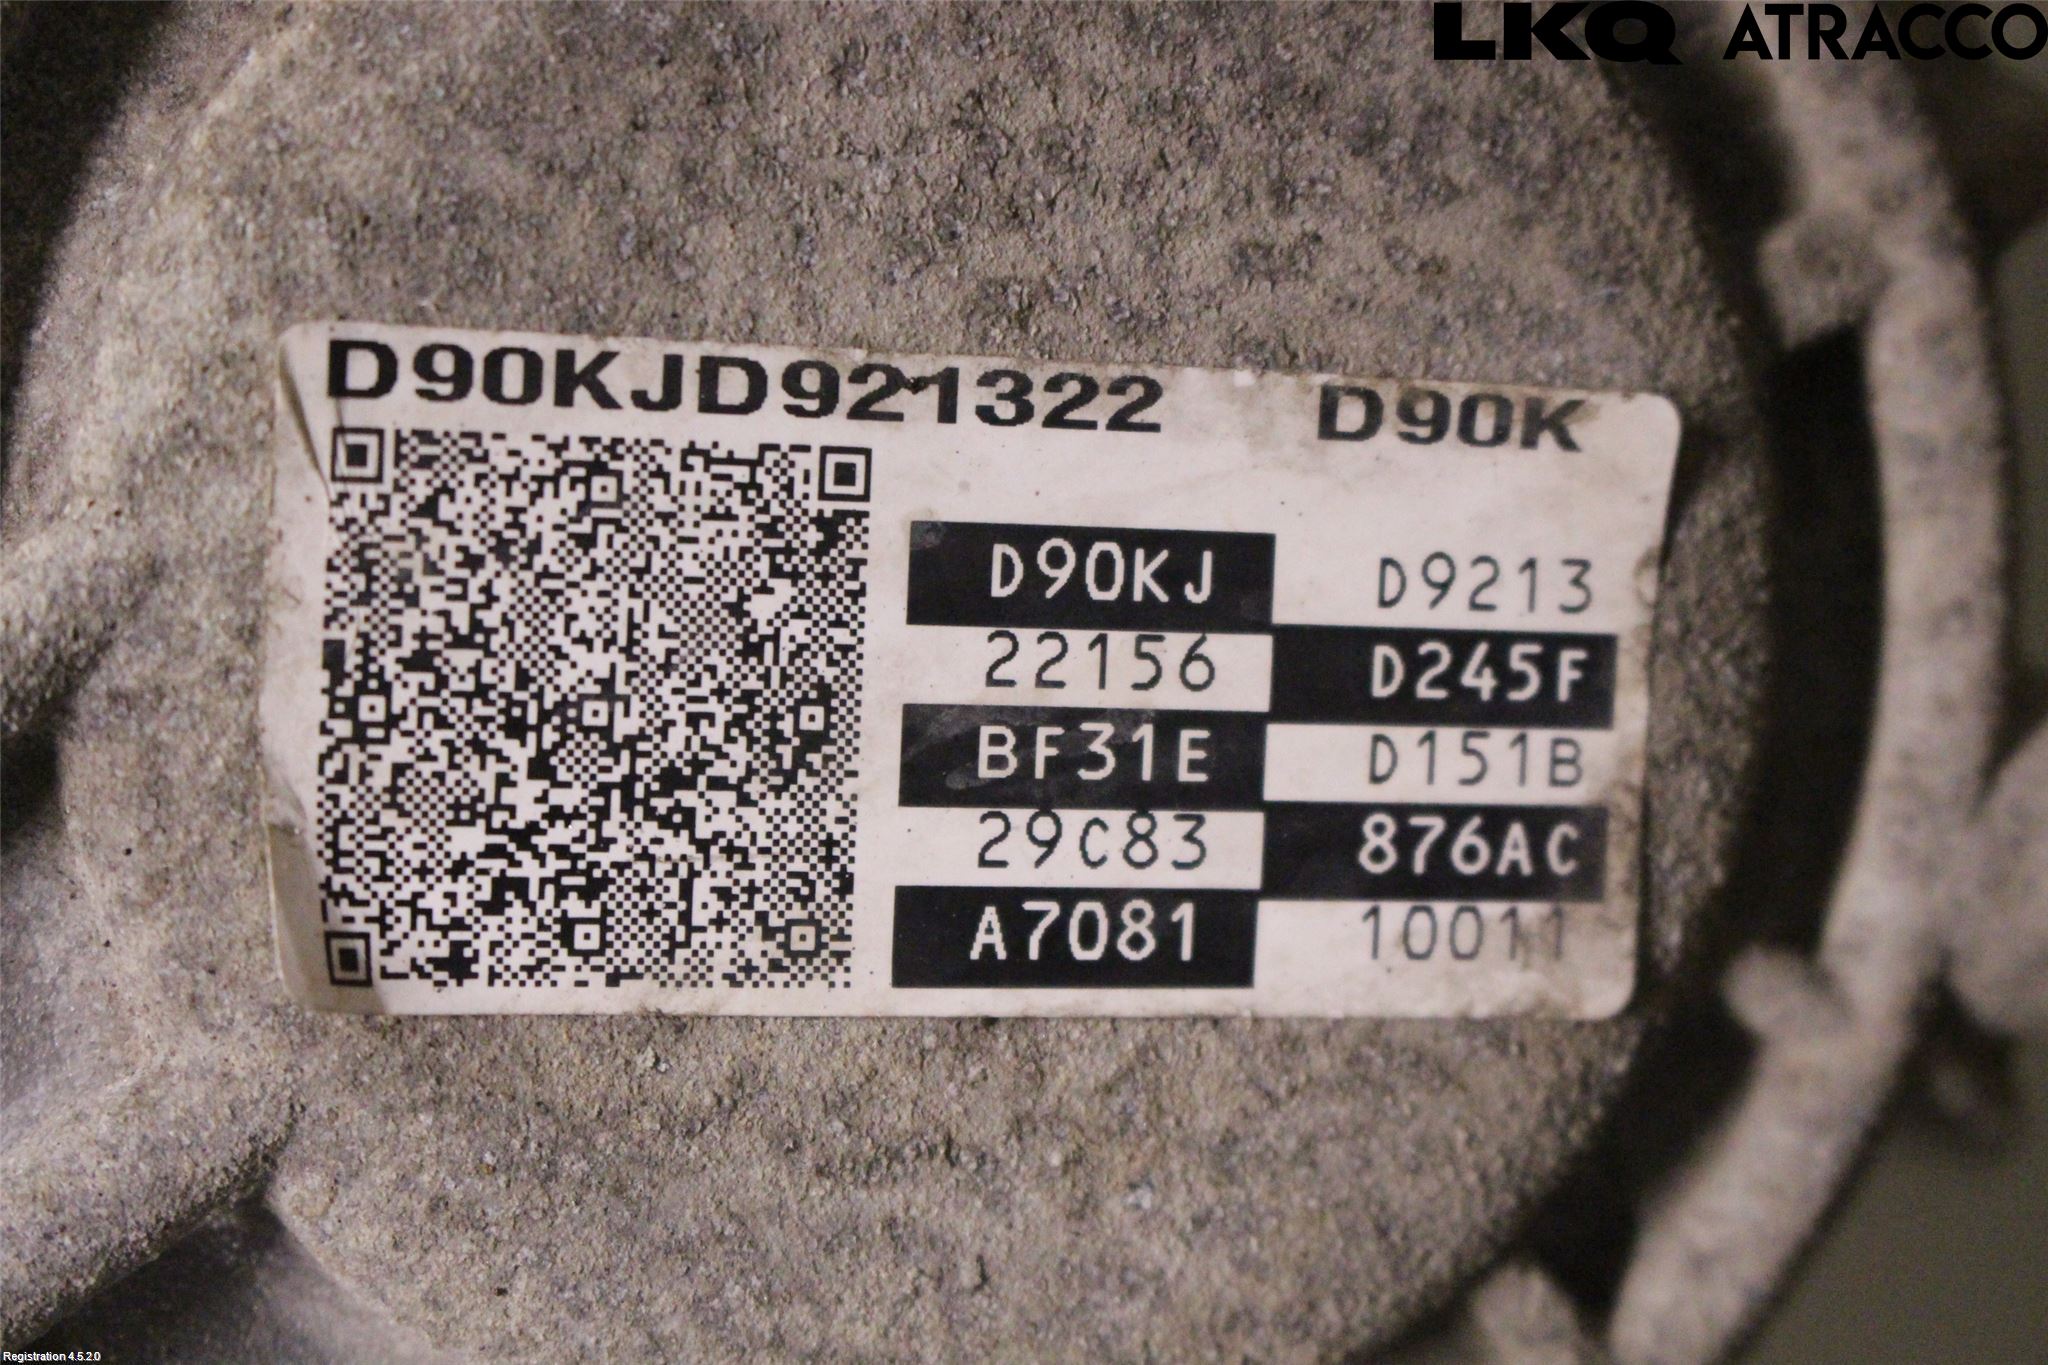 LKQ ATRACCO
D90KJD921322 D90K
D90KJ D9213
22156 D245F
BF31E D151B
29C83 876AC
A7081 10011
Registration 4.5.2.0